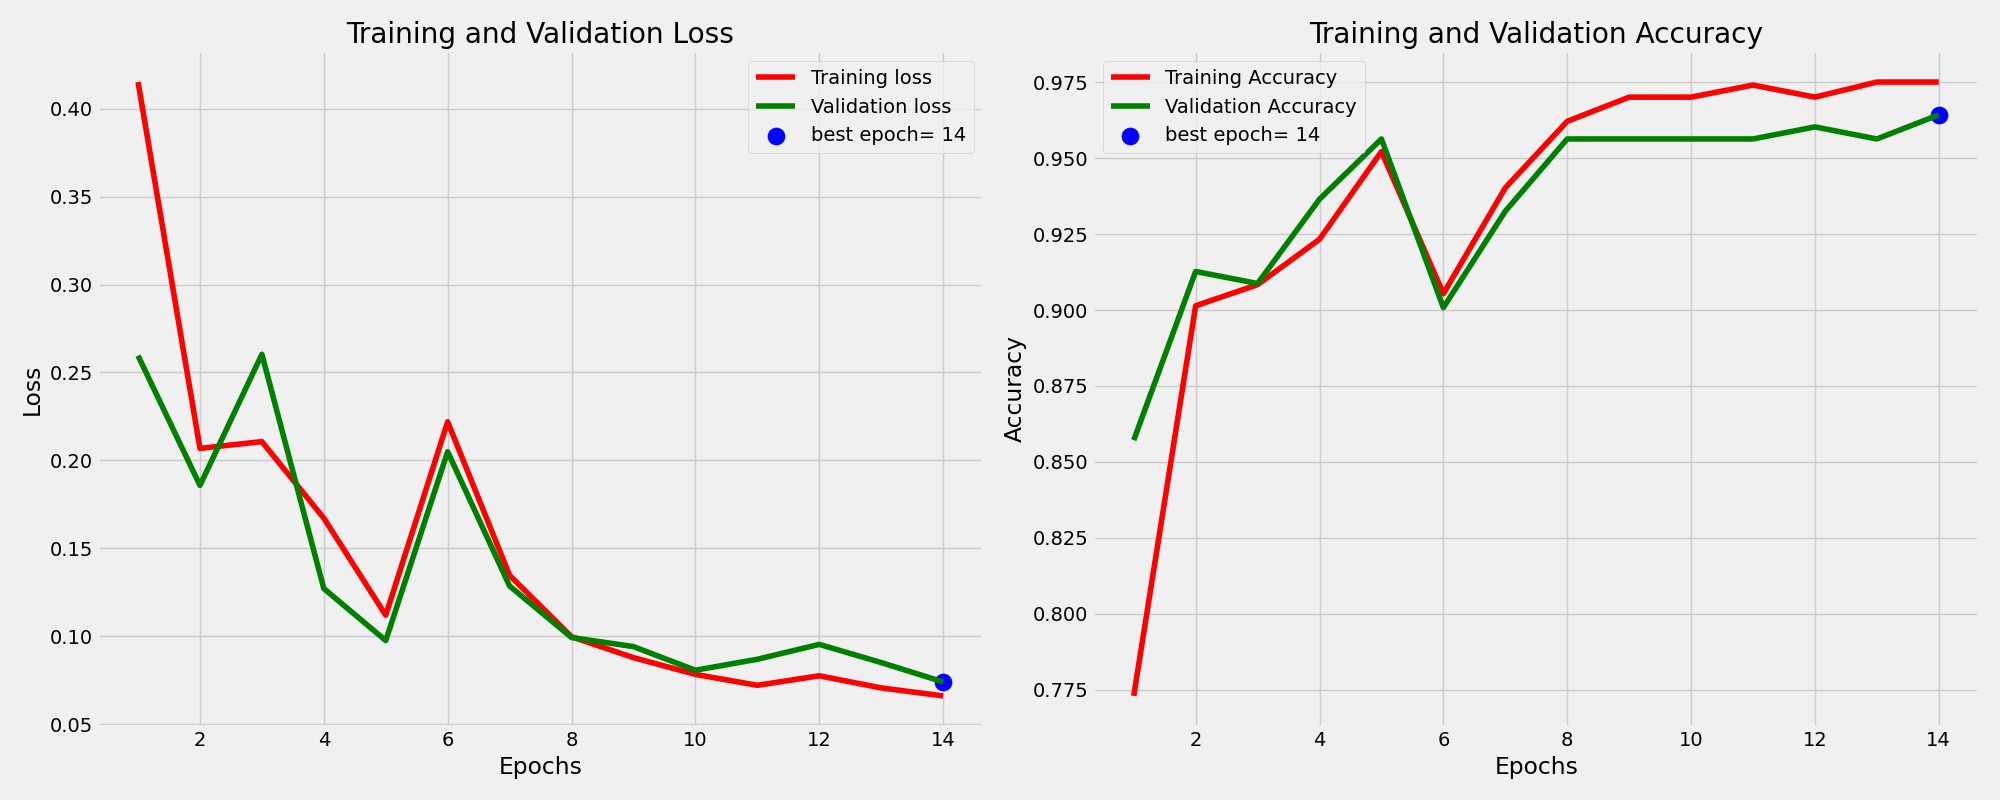 Training and Validation Loss
Training loss
Validation loss
best epoch= 14
0.40
0.35
0.30
0.25
0.20
0.15
0.10
0.05
Loss
2 4 6 8 10 12 14
Epochs
Training and Validation Accuracy
Training Accuracy
Validation Accuracy
best epoch= 14
0.975
0.950
0.925
0.900
0.875
0.850
0.825
0.800
0.775
Accuracy
2 4 6 8 10 12 14
Epochs